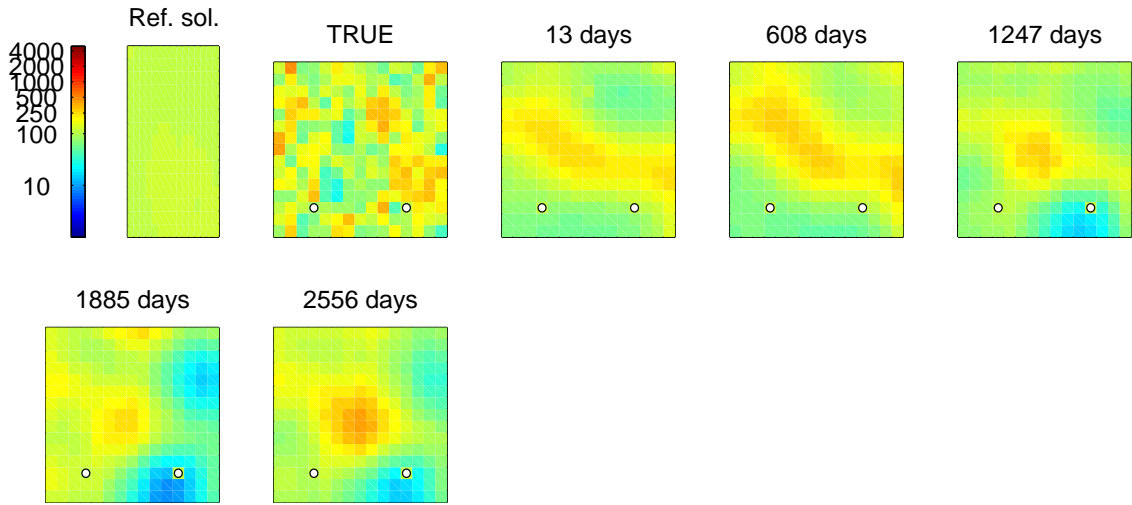 Ref. sol.
TRUE
13 days
608 days
1247 days
4000
2000
1000
500
250
100
10
1885 days
2556 days